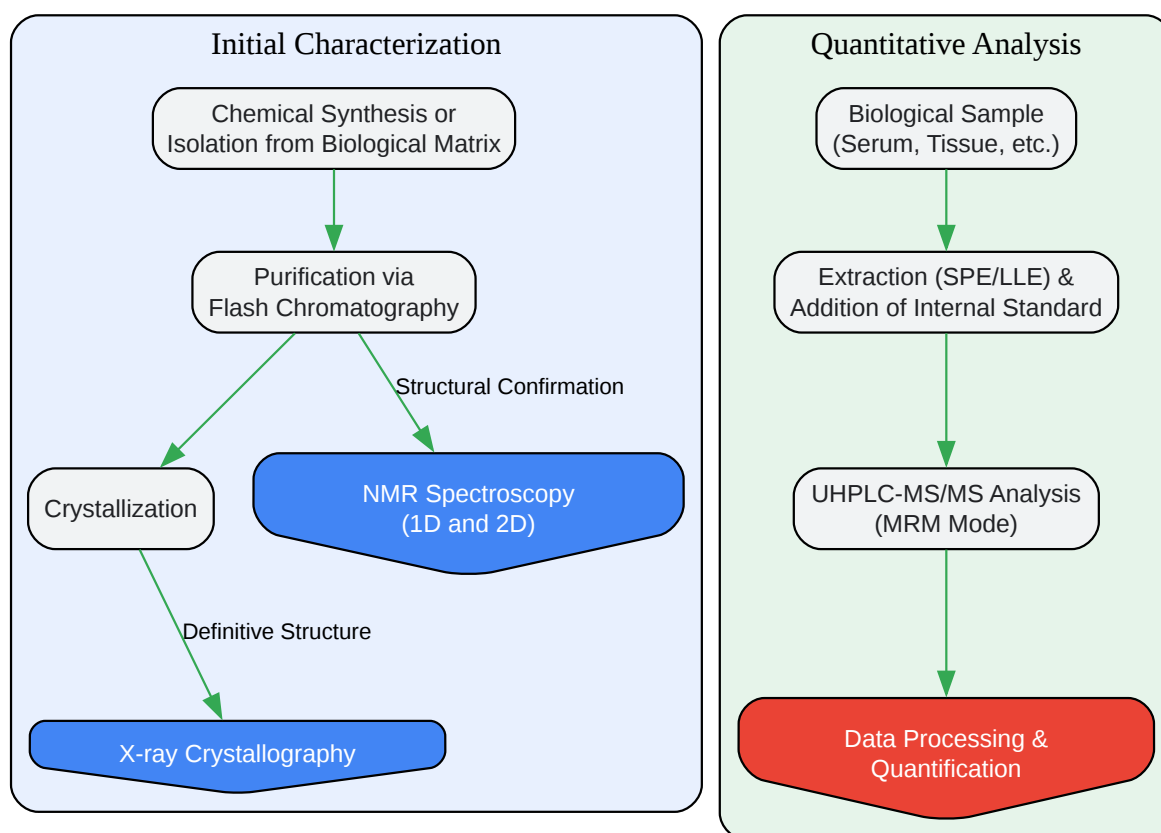 Initial Characterization
Chemical Synthesis or
Isolation from Biological Matrix
Purification via
Flash Chromatography
Structural Confirmation
Crystallization
NMR Spectroscopy
(1D and 2D)
Definitive Structure
X-ray Crystallography
Quantitative Analysis
Biological Sample
(Serum, Tissue, etc.)
Extraction (SPE/LLE) &
Addition of Internal Standard
UHPLC-MS/MS Analysis
(MRM Mode)
Data Processing &
Quantification